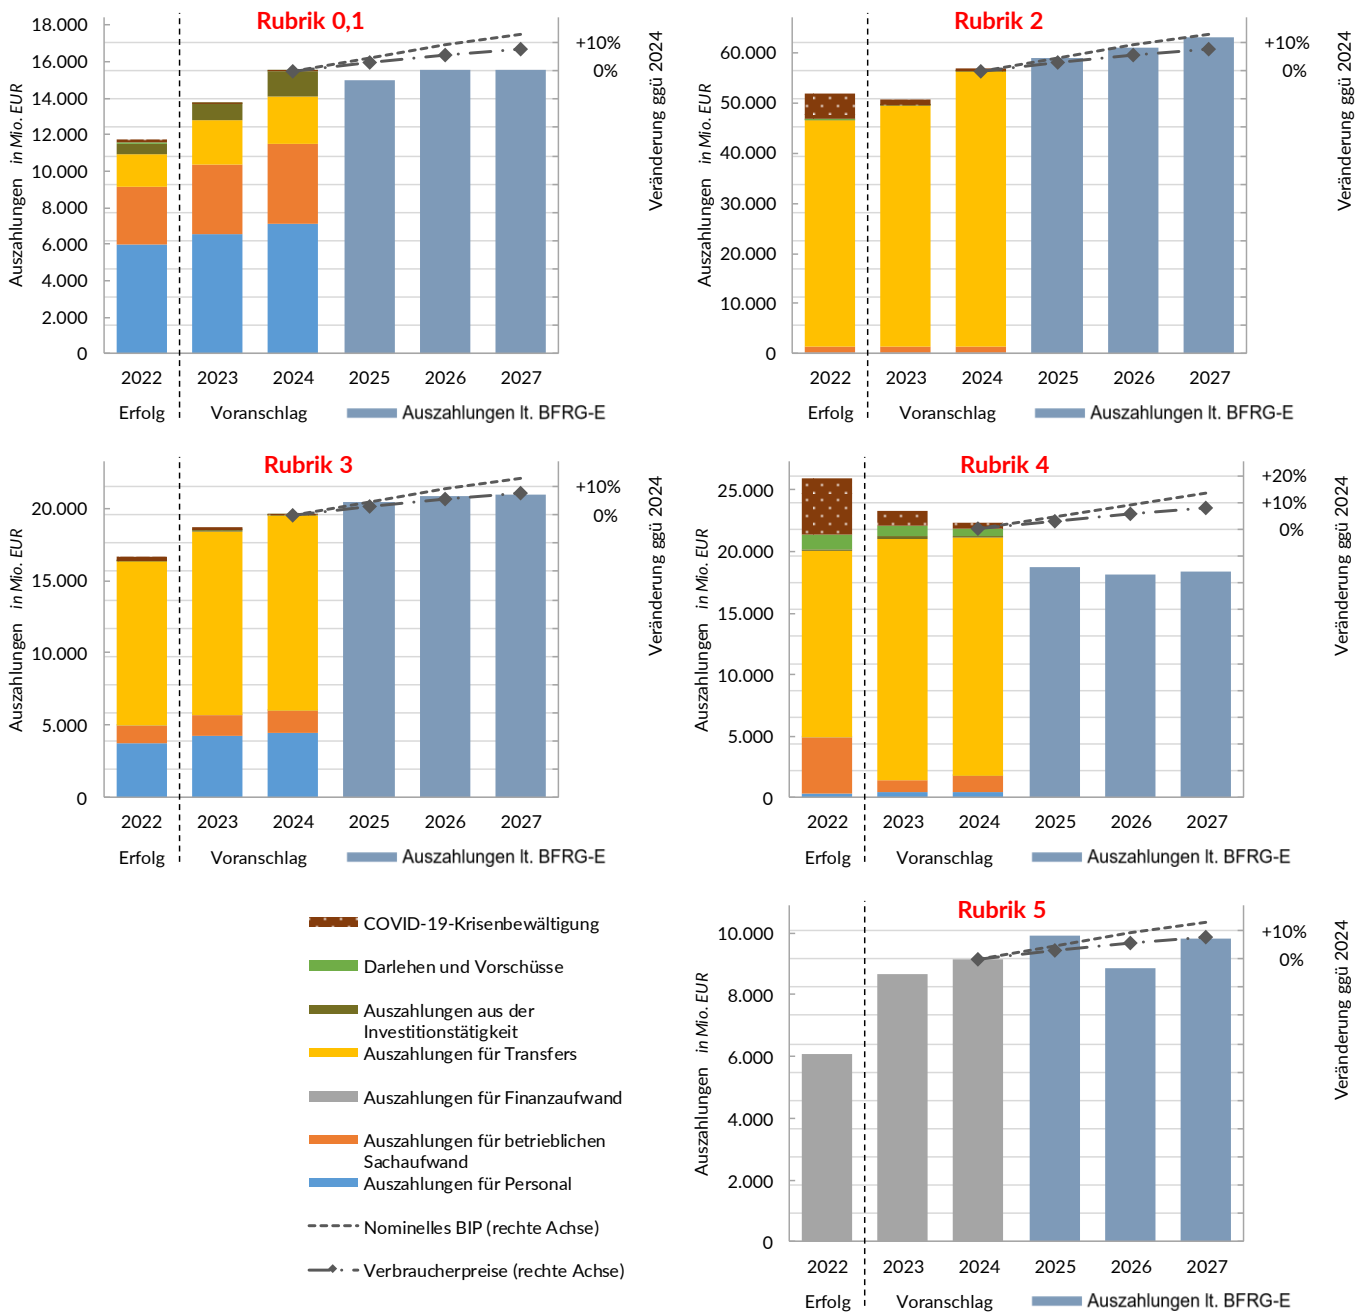 Rubrik 0,1
18.000
16.000
14.000
12.000
10.000
8.000
6.000
4.000
2.000
0
Auszahlungen in Mio. EUR
+10%
0%
Veränderung ggü 2024
2022 2023 2024 2025 2026 2027
Erfolg Voranschlag Auszahlungen lt. BFRG-E
Rubrik 2
60.000
50.000
40.000
30.000
20.000
10.000
0
Auszahlungen in Mio. EUR
+10%
0%
Veränderung ggü 2024
2022 2023 2024 2025 2026 2027
Erfolg Voranschlag Auszahlungen lt. BFRG-E
Rubrik 3
20.000
15.000
10.000
5.000
0
Auszahlungen in Mio. EUR
+10%
0%
Veränderung ggü 2024
2022 2023 2024 2025 2026 2027
Erfolg Voranschlag Auszahlungen lt. BFRG-E
Rubrik 4
25.000
20.000
15.000
10.000
5.000
0
Auszahlungen in Mio. EUR
+20%
+10%
0%
Veränderung ggü 2024
2022 2023 2024 2025 2026 2027
Erfolg Voranschlag Auszahlungen lt. BFRG-E
COVID-19-Krisenbewältigung
Darlehen und Vorschüsse
Auszahlungen aus der
Investitionstätigkeit
Auszahlungen für Transfers
Auszahlungen für Finanzaufwand
Auszahlungen für betrieblichen
Sachaufwand
Auszahlungen für Personal
Nominelles BIP (rechte Achse)
Verbraucherpreise (rechte Achse)
Rubrik 5
10.000
8.000
6.000
4.000
2.000
0
Auszahlungen in Mio. EUR
+10%
0%
Veränderung ggü 2024
2022 2023 2024 2025 2026 2027
Erfolg Voranschlag Auszahlungen lt. BFRG-E